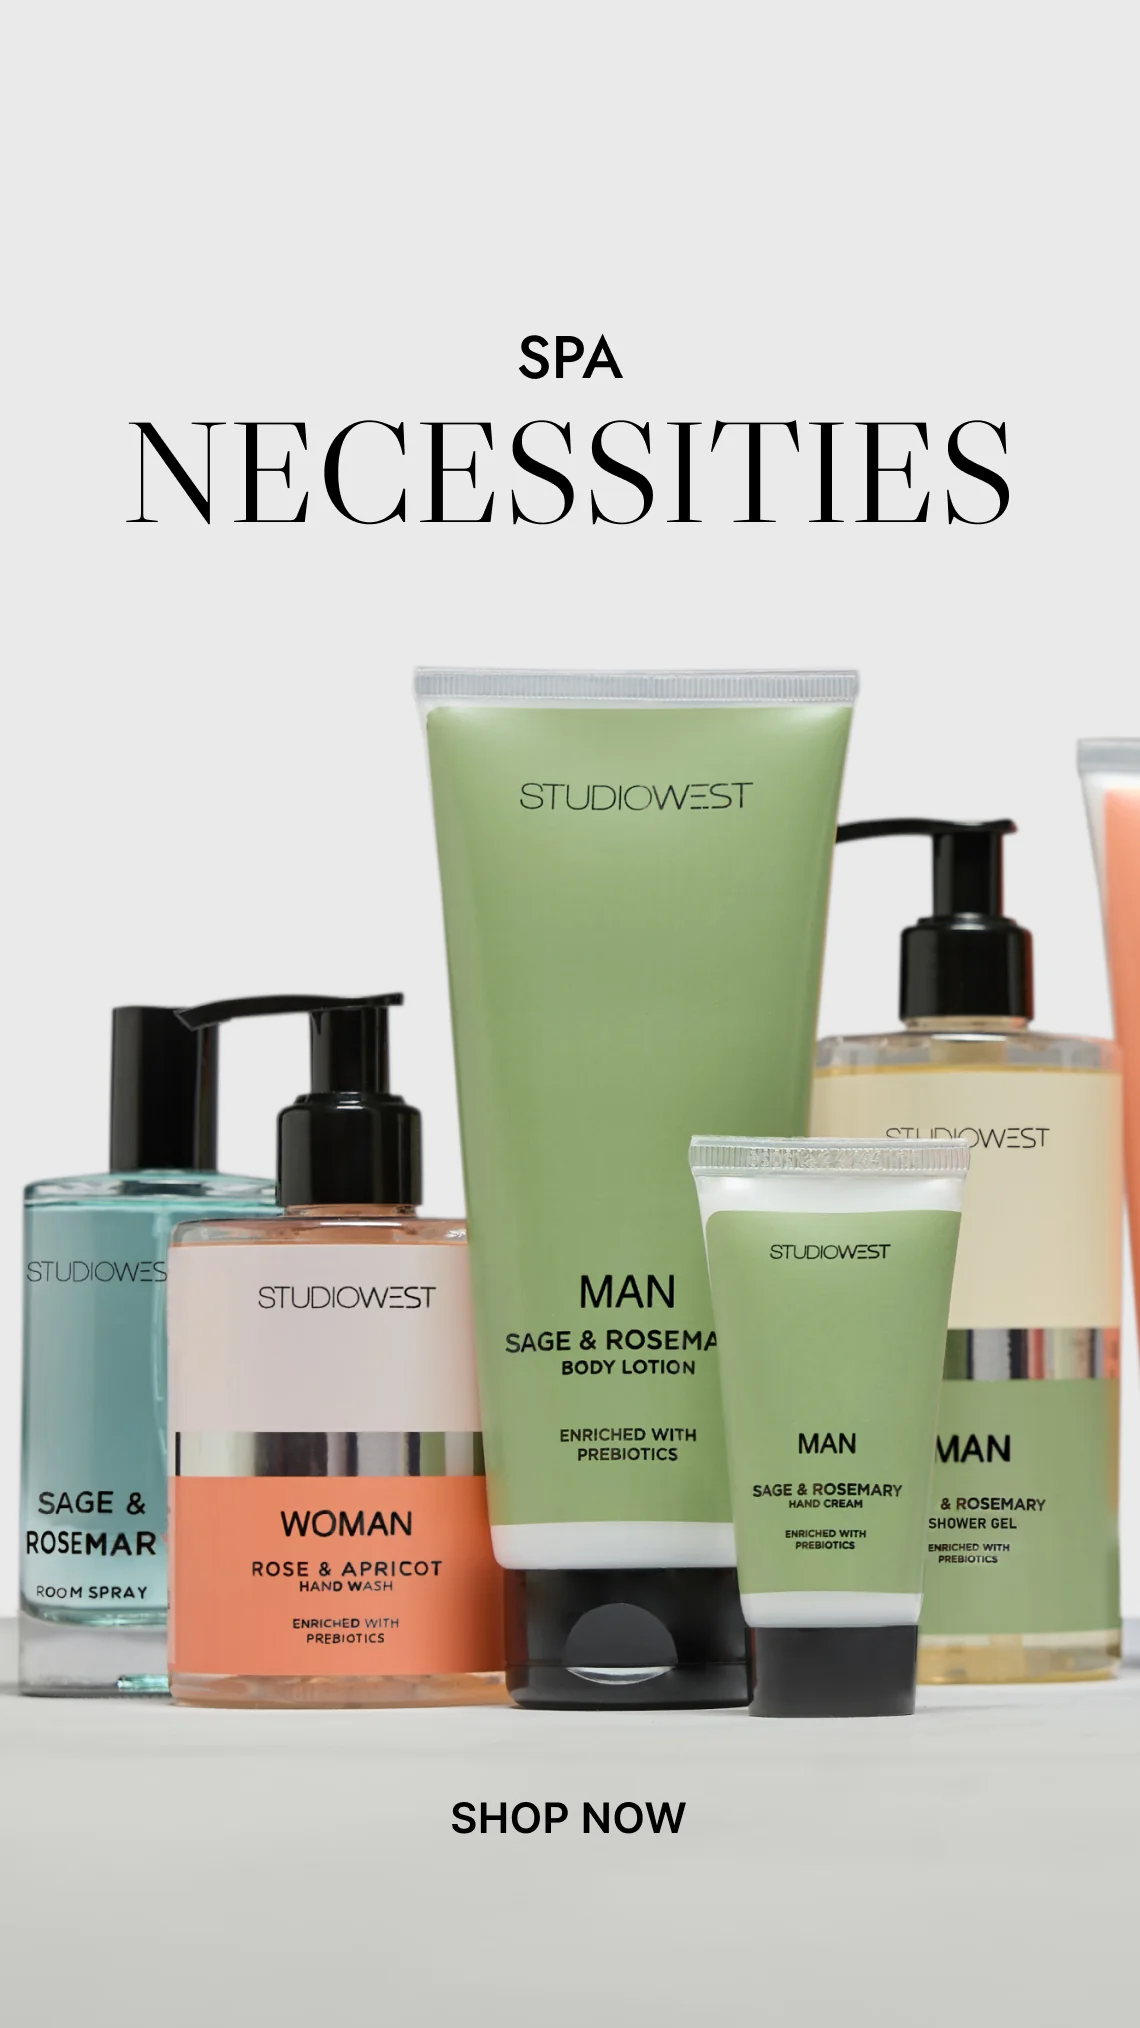 SPA
NECESSITIES
STUDIOWES
SAGE &
ROSEMAR
ROOM SPRAY
STUDIOWEST
WOMAN
ROSE & APRICOT
HAND WASH
ENRICHED WITH
PREBIOTICS
STUDIOWEST
MAN
SAGE & ROSEMA
BODY LOTION
ENRICHED WITH
PREBIOTICS
STUDIOWEST
MAN
SAGE & ROSEMARY
HAND CREAM
ENRICHED WITH
PREBIOTICS
STUDIOWEST
MAN
& ROSEMARY
SHOWER GEL
ENRICHED WITH
PREBIOTICS
SHOP NOW